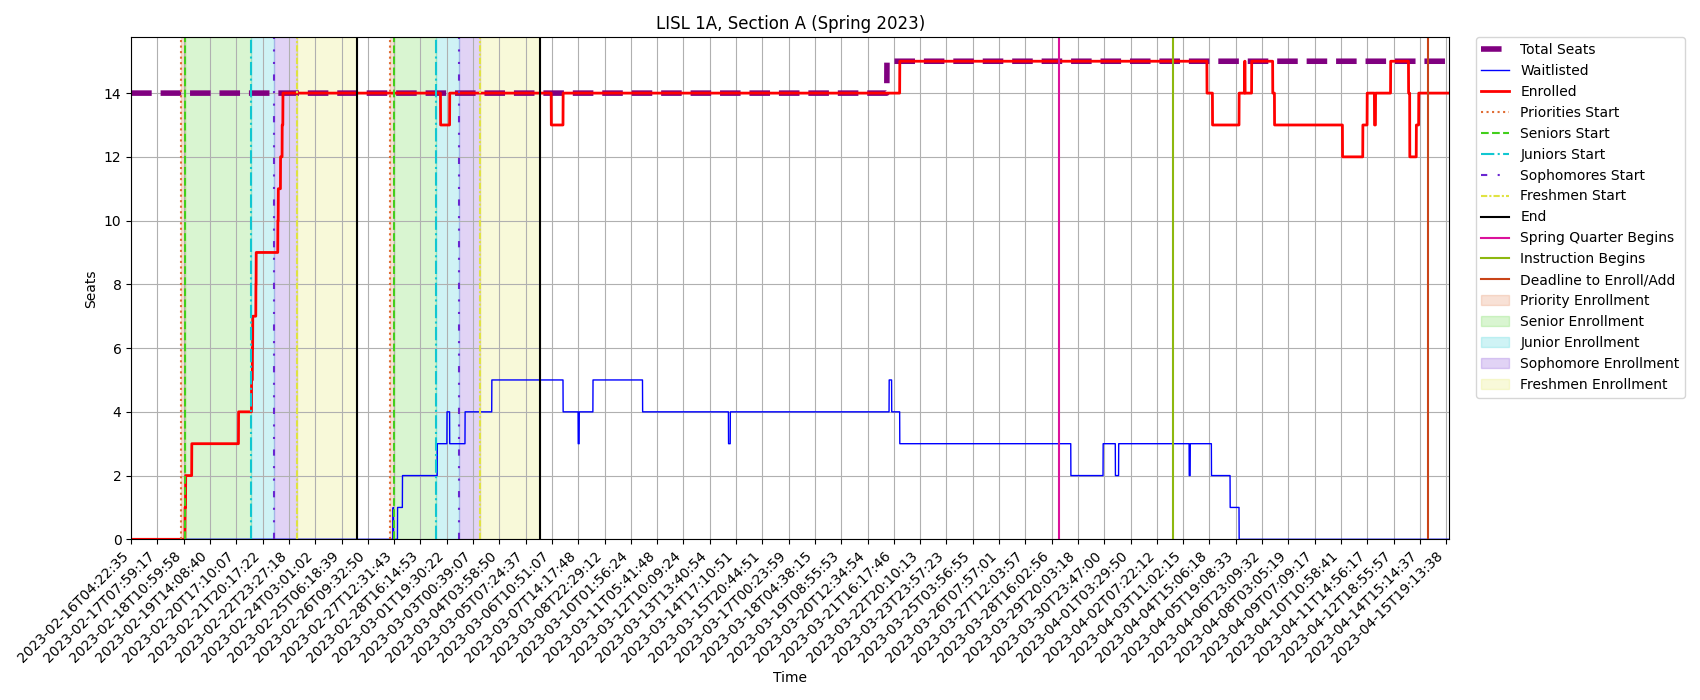 LISL 1A, Section A (Spring 2023)
Total Seats
Waitlisted
Enrolled
Priorities Start
Seniors Start
Juniors Start
Sophomores Start
Freshmen Start
End
Spring Quarter Begins
Instruction Begins
Deadline to Enroll/Add
Priority Enrollment
Senior Enrollment
Junior Enrollment
Sophomore Enrollment
Freshmen Enrollment
Seats
14
12
10
8
6
4
2
0
2023-02-16T04:22:35
2023-02-17T07:59:17
2023-02-18T10:59:58
2023-02-19T14:08:40
2023-02-20T17:10:07
2023-02-21T20:17:22
2023-02-22T23:27:18
2023-02-24T03:01:02
2023-02-25T06:18:39
2023-02-26T09:32:50
2023-02-27T12:31:43
2023-02-28T16:14:53
2023-03-01T19:30:22
2023-03-03T00:39:07
2023-03-04T03:58:50
2023-03-05T07:24:37
2023-03-06T10:51:07
2023-03-07T14:17:48
2023-03-08T22:29:12
2023-03-10T01:56:24
2023-03-11T05:41:48
2023-03-12T10:09:24
2023-03-13T13:40:54
2023-03-14T17:10:51
2023-03-15T20:44:51
2023-03-17T00:23:59
2023-03-18T04:38:15
2023-03-19T08:55:53
2023-03-20T12:34:54
2023-03-21T16:17:46
2023-03-22T20:10:13
2023-03-23T23:57:23
2023-03-25T03:56:55
2023-03-26T07:57:01
2023-03-27T12:03:57
2023-03-28T16:02:56
2023-03-29T20:03:18
2023-03-30T23:47:00
2023-04-01T03:29:50
2023-04-02T07:22:12
2023-04-03T11:02:15
2023-04-04T15:06:18
2023-04-05T19:08:33
2023-04-06T23:09:32
2023-04-08T03:05:19
2023-04-09T07:09:17
2023-04-10T10:58:41
2023-04-11T14:56:17
2023-04-12T18:55:57
2023-04-14T15:14:37
2023-04-15T19:13:38
Time